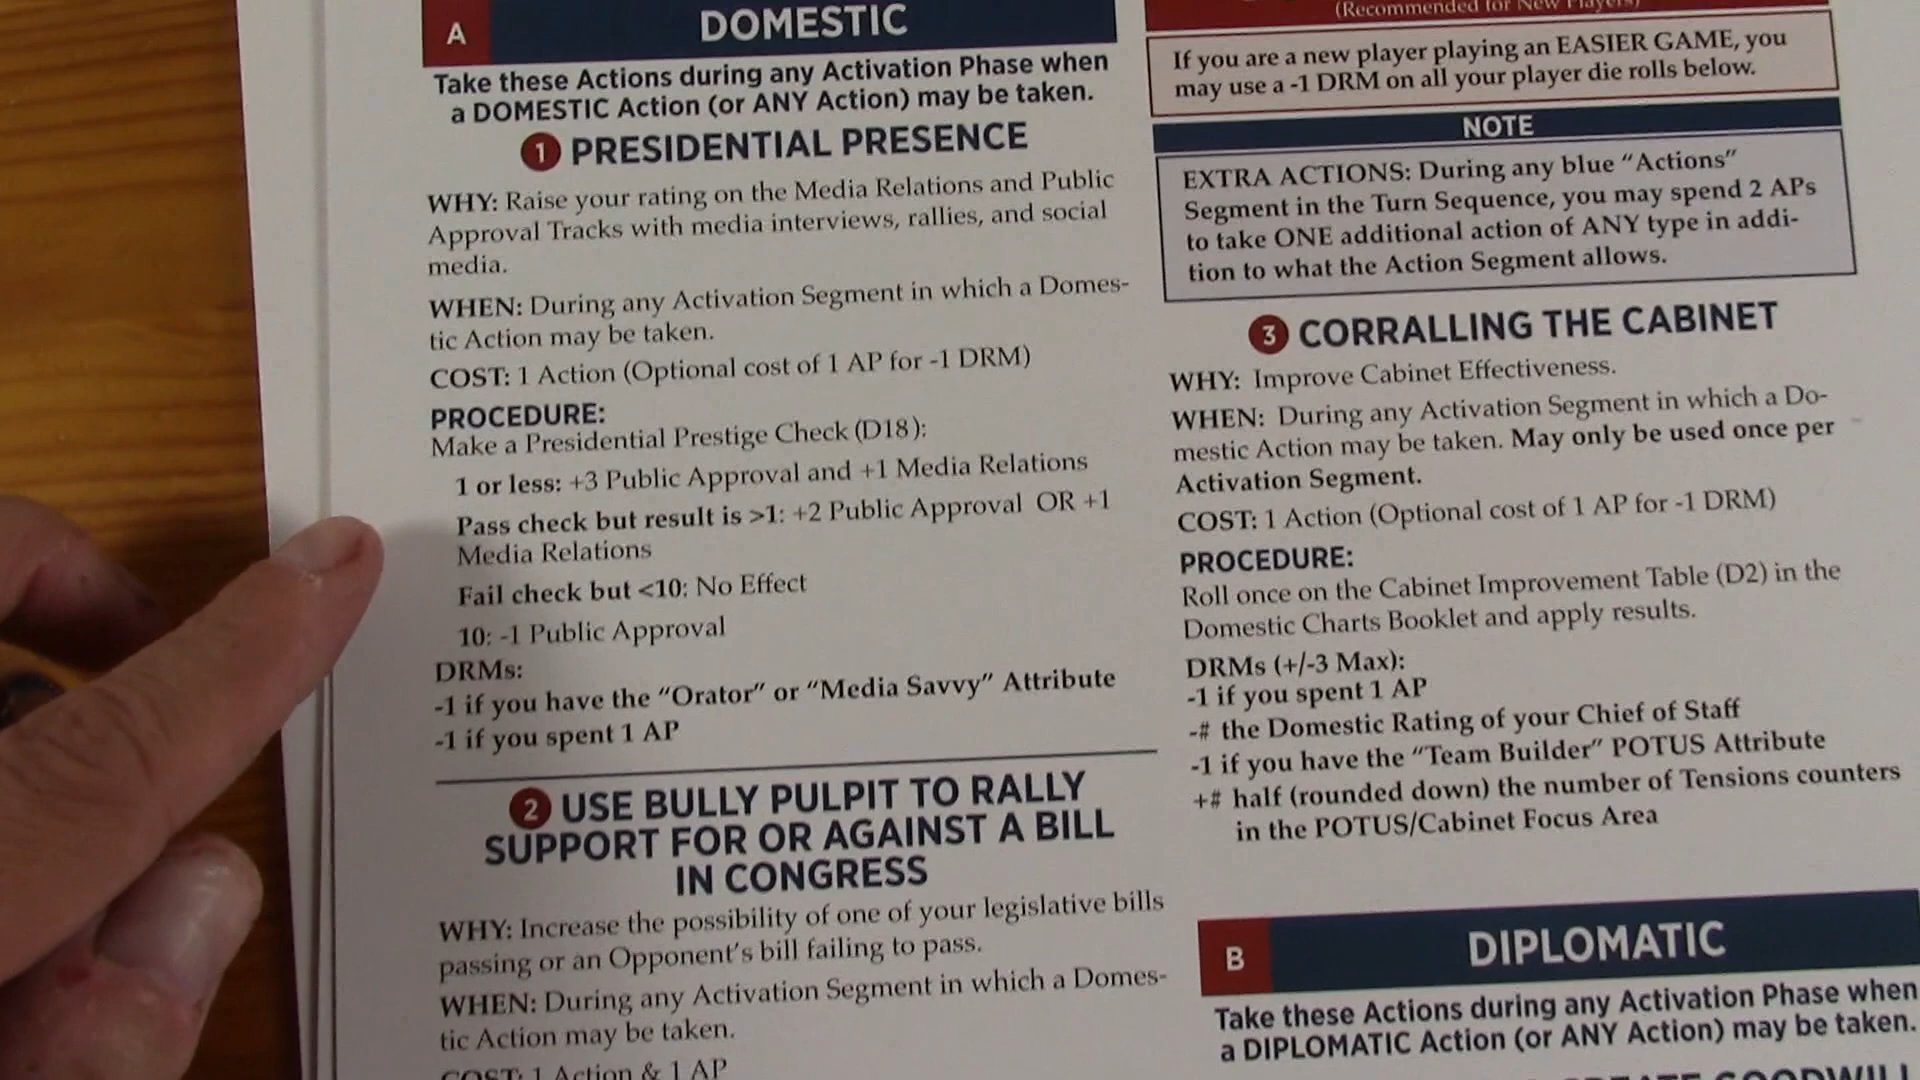 A
DOMESTIC
Take these Actions during any Activation Phase when
a DOMESTIC Action (or ANY Action) may be taken.
1 PRESIDENTIAL PRESENCE
WHY: Raise your rating on the Media Relations and Public
Approval Tracks with media interviews, rallies, and social
media.
WHEN: During any Activation Segment in which a Domes-
tic Action may be taken.
COST: 1 Action (Optional cost of 1 AP for -1 DRM)
PROCEDURE:
Make a Presidential Prestige Check (D18):
1 or less: +3 Public Approval and +1 Media Relations
Pass check but result is >1: +2 Public Approval OR +1
Media Relations
Fail check but <10: No Effect
10: -1 Public Approval
DRMs:
-1 if you have the "Orator" or "Media Savvy" Attribute
-1 if you spent 1 AP
2 USE BULLY PULPIT TO RALLY
SUPPORT FOR OR AGAINST A BILL
IN CONGRESS
WHY: Increase the possibility of one of your legislative bills
passing or an Opponent's bill failing to pass.
WHEN: During any Activation Segment in which a Domes-
tic Action may be taken.
COST: 1 Action & 1 AP
(Recommended for New Players)
If you are a new player playing an EASIER GAME, you
may use a -1 DRM on all your player die rolls below.
NOTE
EXTRA ACTIONS: During any blue "Actions"
Segment in the Turn Sequence, you may spend 2 APs
to take ONE additional action of ANY type in addi-
tion to what the Action Segment allows.
3 CORRALLING THE CABINET
WHY: Improve Cabinet Effectiveness.
WHEN: During any Activation Segment in which a Do-
mestic Action may be taken. May only be used once per
Activation Segment.
COST: 1 Action (Optional cost of 1 AP for -1 DRM)
PROCEDURE:
Roll once on the Cabinet Improvement Table (D2) in the
Domestic Charts Booklet and apply results.
DRMs (+/-3 Max):
-1 if you spent 1 AP
-# the Domestic Rating of your Chief of Staff
-1 if you have the "Team Builder" POTUS Attribute
+# half (rounded down) the number of Tensions counters
in the POTUS/Cabinet Focus Area
B
DIPLOMATIC
Take these Actions during any Activation Phase when
a DIPLOMATIC Action (or ANY Action) may be taken.
GOODWILL